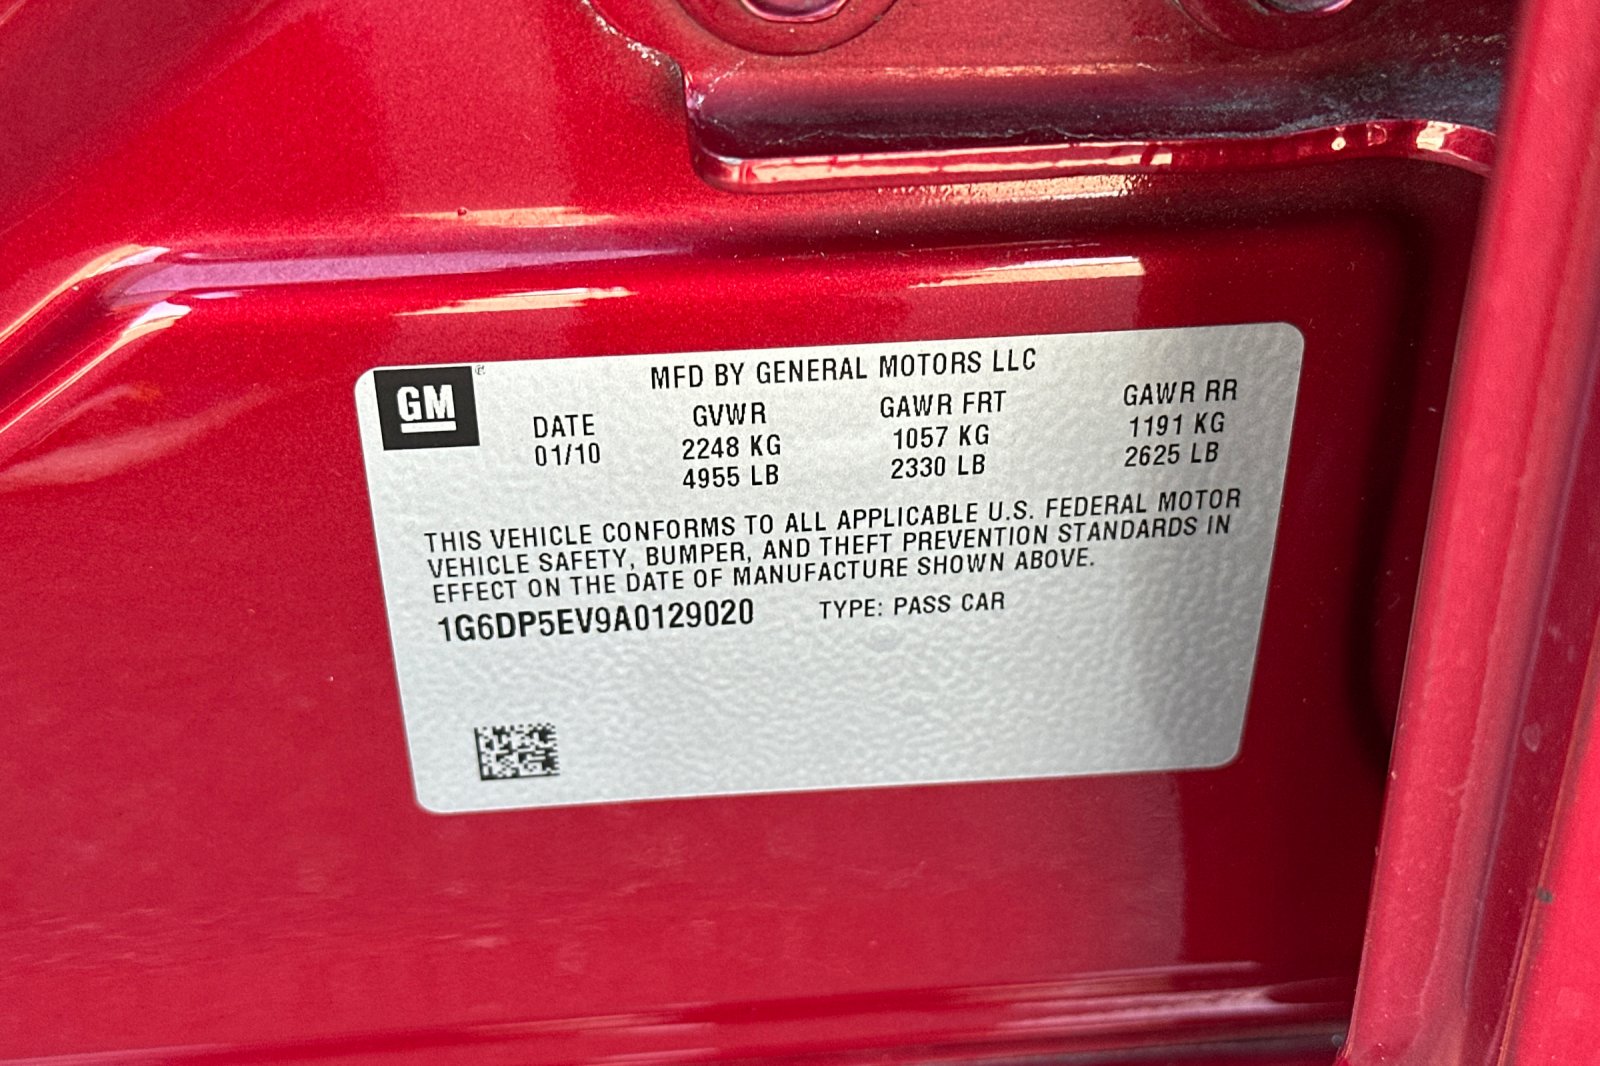 GM
MFD BY GENERAL MOTORS LLC
DATE GVWR GAWR FRT GAWR RR
01/10 2248 KG 1057 KG 1191 KG
4955 LB 2330 LB 2625 LB
THIS VEHICLE CONFORMS TO ALL APPLICABLE U.S. FEDERAL MOTOR
VEHICLE SAFETY, BUMPER, AND THEFT PREVENTION STANDARDS IN
EFFECT ON THE DATE OF MANUFACTURE SHOWN ABOVE.
1G6DP5EV9A0129020 TYPE: PASS CAR